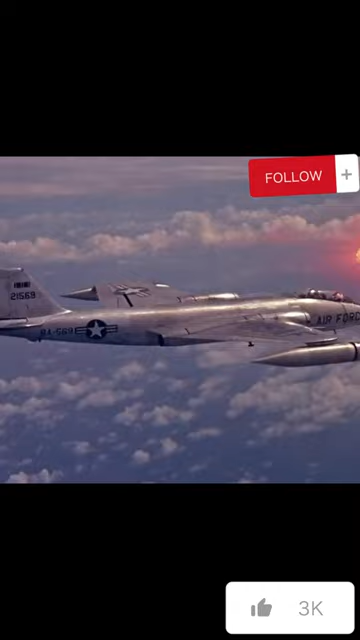 FOLLOW +
21569
BA-569
AIR FORC
3K